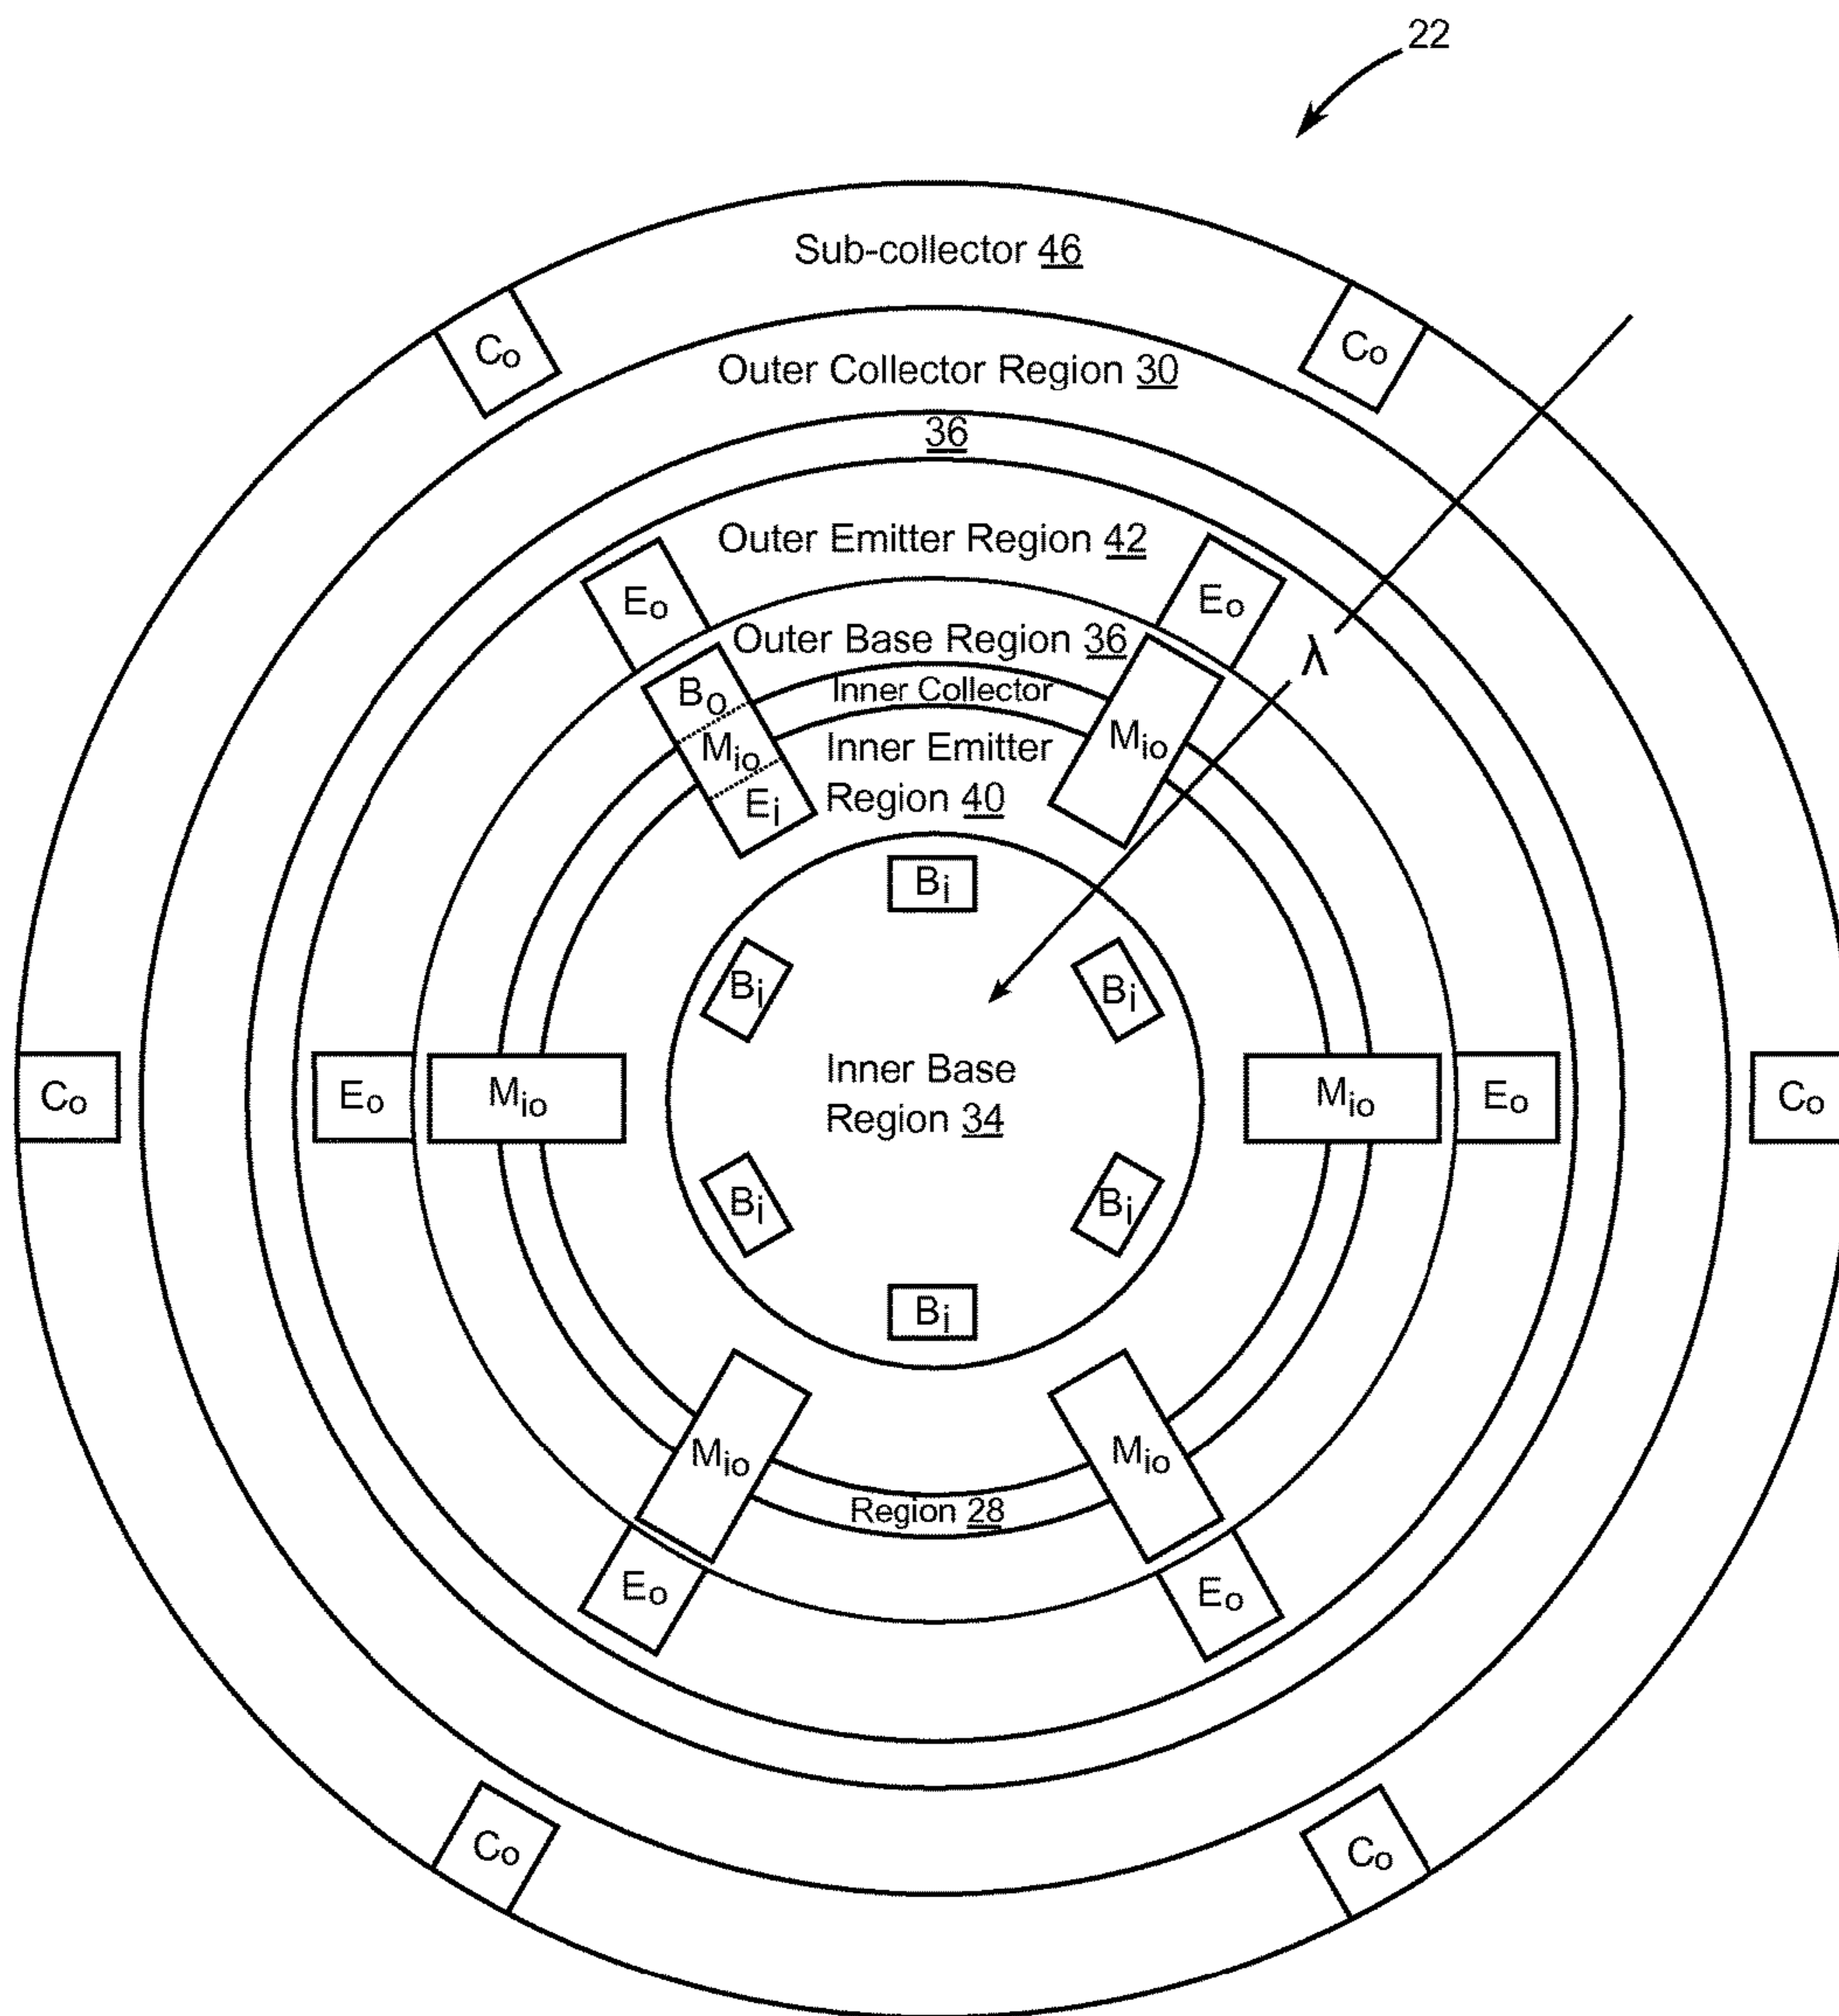 22
Sub-collector 46
Co
Co
Outer Collector Region 30
36
Outer Emitter Region 42
Eo
Eo
Outer Base Region 36
λ
BO
Inner Collector
Mio
Mio
Inner Emitter
Region 40
Ei
Bi
Bi
Bi
Inner Base
Region 34
Co
Eo
Mio
Mio
Eo
Co
Bi
Bi
Bi
Mio
Mio
Region 28
Eo
Eo
Co
Co